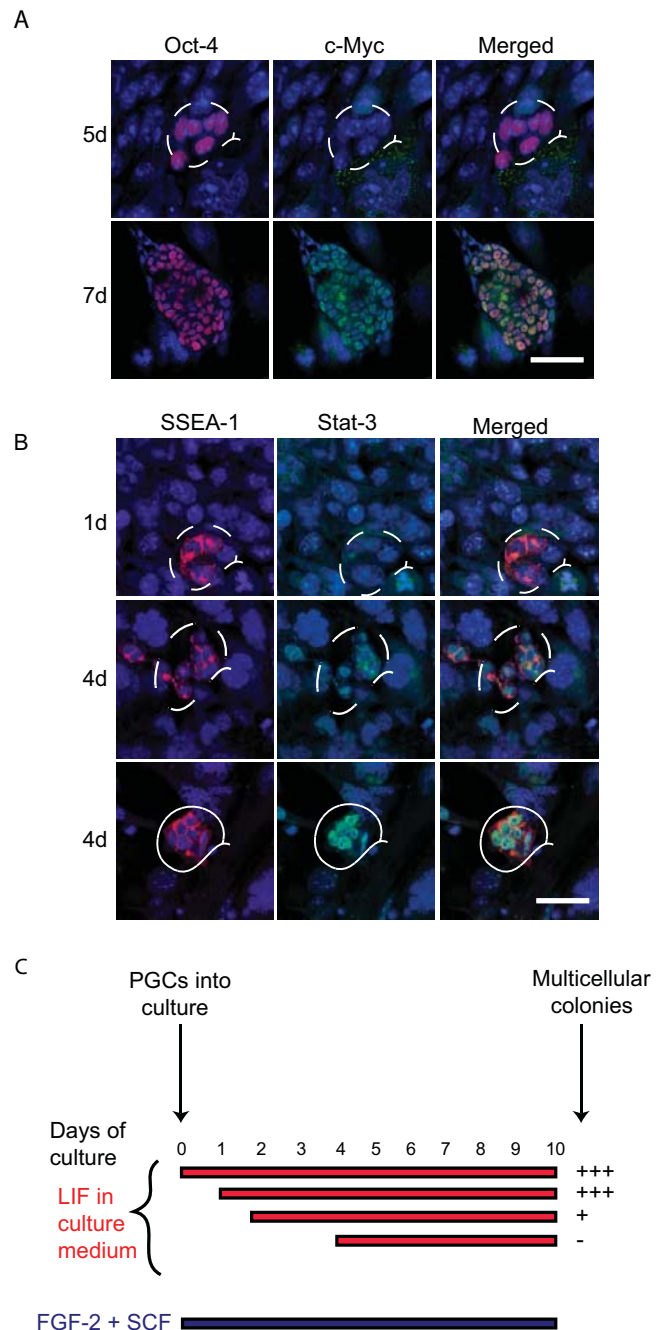 A
Oct-4 c-Myc Merged
5d
7d
B
SSEA-1 Stat-3 Merged
1d
4d
4d
C
PGCs into
culture
Multicellular
colonies
Days of
culture
0 1 2 3 4 5 6 7 8 9 10
LIF in
culture
medium
+++
+++
+
-
FGF-2 + SCF